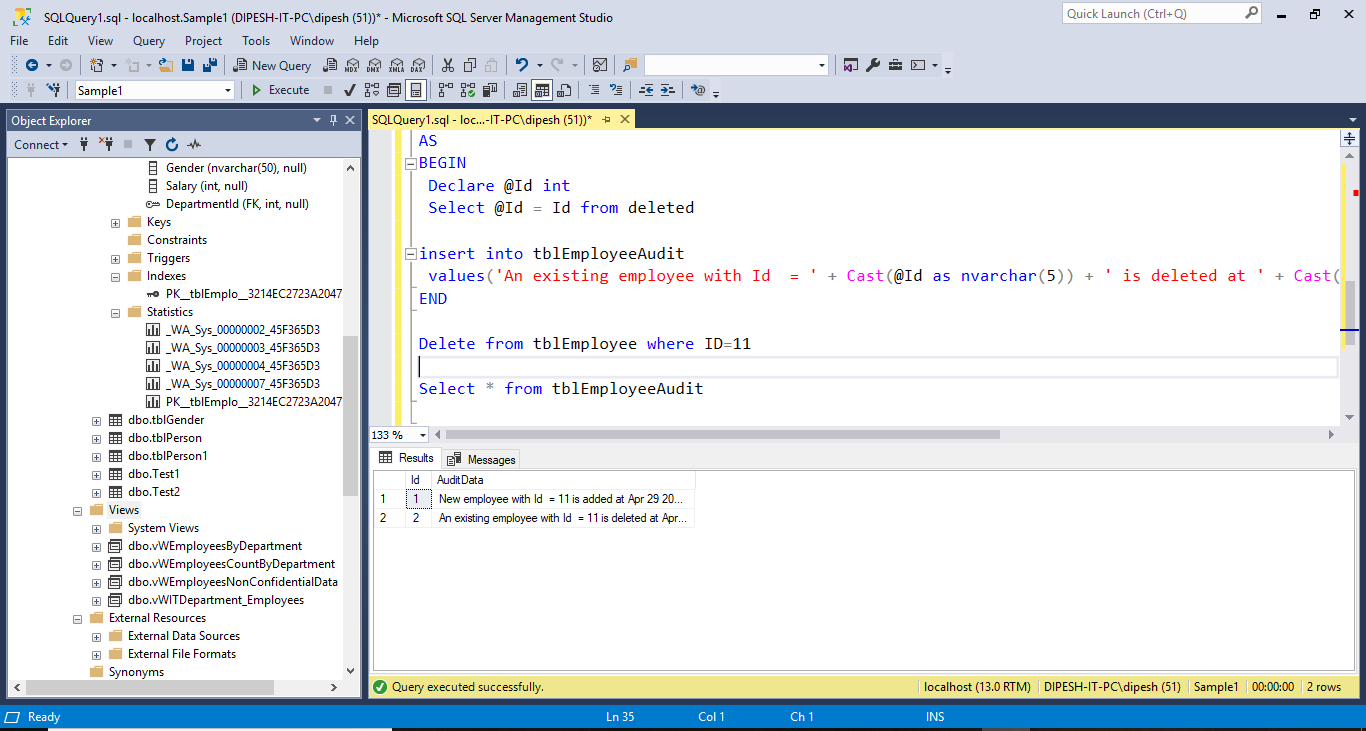 SQLQuery1.sql - localhost.Sample1 (DIPESH-IT-PC\dipesh (51))* - Microsoft SQL Server Management Studio
Quick Launch (Ctrl+Q)
File Edit View Query Project Tools Window Help
New Query
MDX DMX XMLA DAX
Sample1
Execute
Object Explorer
Connect
Gender (nvarchar(50), null)
Salary (int, null)
DepartmentId (FK, int, null)
Keys
Constraints
Triggers
Indexes
PK__tblEmplo__3214EC2723A2047
Statistics
_WA_Sys_00000002_45F365D3
_WA_Sys_00000003_45F365D3
_WA_Sys_00000004_45F365D3
_WA_Sys_00000007_45F365D3
PK__tblEmplo__3214EC2723A2047
dbo.tblGender
dbo.tblPerson
dbo.tblPerson1
dbo.Test1
dbo.Test2
Views
System Views
dbo.vWEmployeesByDepartment
dbo.vWEmployeesCountByDepartment
dbo.vWEmployeesNonConfidentialData
dbo.vWITDepartment_Employees
External Resources
External Data Sources
External File Formats
Synonyms
SQLQuery1.sql - loc...-IT-PC\dipesh (51))*
AS
BEGIN
Declare @Id int
Select @Id = Id from deleted
insert into tblEmployeeAudit
values('An existing employee with Id  = ' + Cast(@Id as nvarchar(5)) + ' is deleted at ' + Cast(
END
Delete from tblEmployee where ID=11
Select * from tblEmployeeAudit
133 %
Results Messages
Id AuditData
1 1 New employee with Id  = 11 is added at Apr 29 20...
2 2 An existing employee with Id  = 11 is deleted at Apr...
Query executed successfully.
localhost (13.0 RTM) DIPESH-IT-PC\dipesh (51) Sample1 00:00:00 2 rows
Ready Ln 35 Col 1 Ch 1 INS